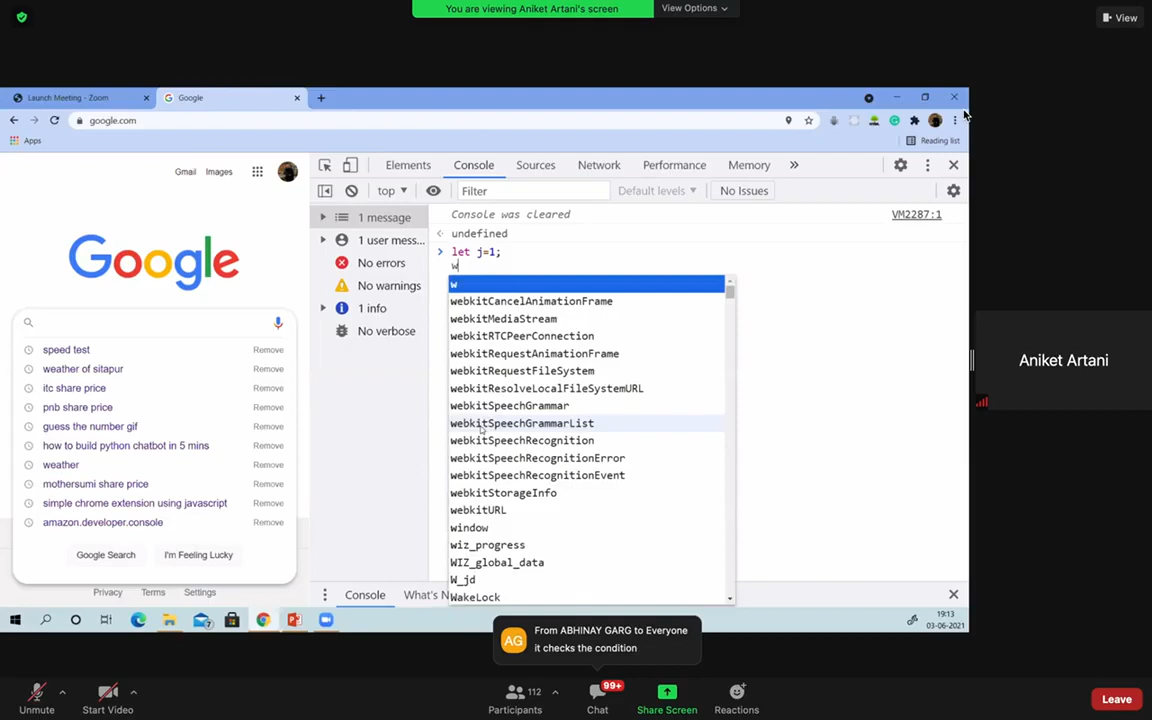 You are viewing Aniket Artani's screen
View Options
View
Launch Meeting - Zoom
Google
google.com
Apps
Reading list
Gmail Images
Elements Console Sources Network Performance Memory
top Filter Default levels No Issues
1 message
1 user mess...
No errors
No warnings
1 info
No verbose
Console was cleared VM2287:1
undefined
let j=1;
w
w
webkitCancelAnimationFrame
webkitMediaStream
webkitRTCPeerConnection
webkitRequestAnimationFrame
webkitRequestFileSystem
webkitResolveLocalFileSystemURL
webkitSpeechGrammar
webkitSpeechGrammarList
webkitSpeechRecognition
webkitSpeechRecognitionError
webkitSpeechRecognitionEvent
webkitStorageInfo
webkitURL
window
wiz_progress
WIZ_global_data
W_jd
WakeLock
Google
speed test Remove
weather of sitapur Remove
itc share price Remove
pnb share price Remove
guess the number gif Remove
how to build python chatbot in 5 mins Remove
weather Remove
mothersumi share price Remove
simple chrome extension using javascript Remove
amazon.developer.console Remove
Google Search I'm Feeling Lucky
Privacy Terms Settings
Console What's N
19:13
03-06-2021
Aniket Artani
AG
From ABHINAY GARG to Everyone
it checks the condition
Unmute
Start Video
112
Participants
99+
Chat
Share Screen
Reactions
Leave